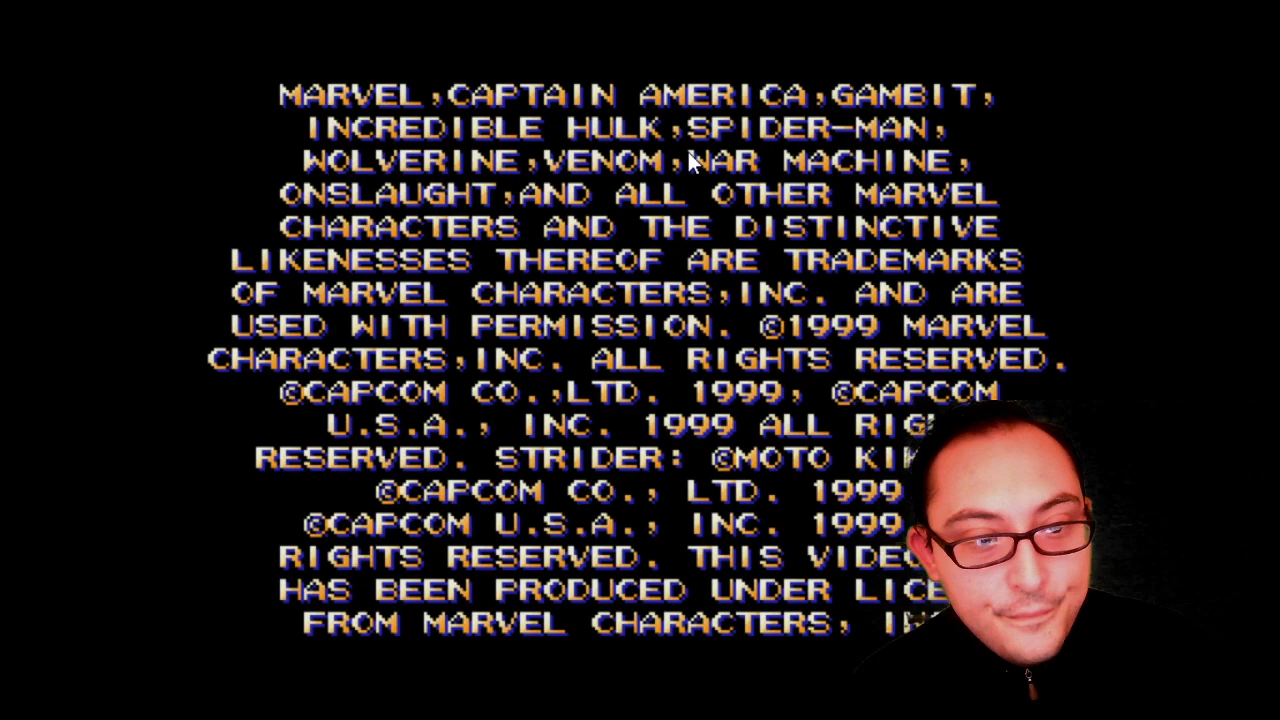 MARVEL,CAPTAIN AMERICA,GAMBIT,
INCREDIBLE HULK,SPIDER-MAN,
WOLVERINE,VENOM,WAR MACHINE,
ONSLAUGHT,AND ALL OTHER MARVEL
CHARACTERS AND THE DISTINCTIVE
LIKENESSES THEREOF ARE TRADEMARKS
OF MARVEL CHARACTERS,INC. AND ARE
USED WITH PERMISSION. ©1999 MARVEL
CHARACTERS,INC. ALL RIGHTS RESERVED.
©CAPCOM CO.,LTD. 1999, ©CAPCOM
U.S.A., INC. 1999 ALL
RESERVED. STRIDER: ©MOTO
©CAPCOM CO., LTD. 1999
©CAPCOM U.S.A., INC. 1999
RIGHTS RESERVED. THIS VIDEO
HAS BEEN PRODUCED UNDER
FROM MARVEL CHARACTERS,